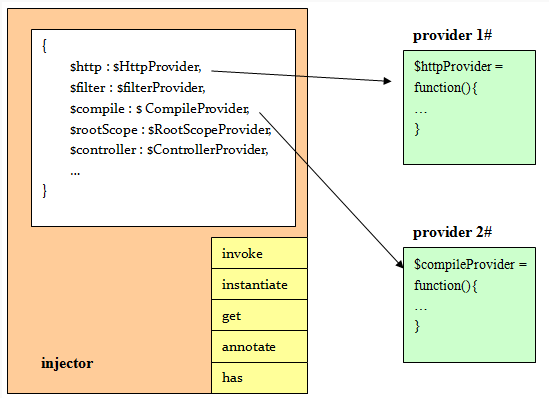 {
$http : $HttpProvider,
$filter : $filterProvider,
$compile : $ CompileProvider,
$rootScope : $RootScopeProvider,
$controller : $ControllerProvider,
...
}
invoke
instantiate
get
annotate
has
injector
provider 1#
$httpProvider =
function(){
…
}
provider 2#
$compileProvider =
function(){
…
}